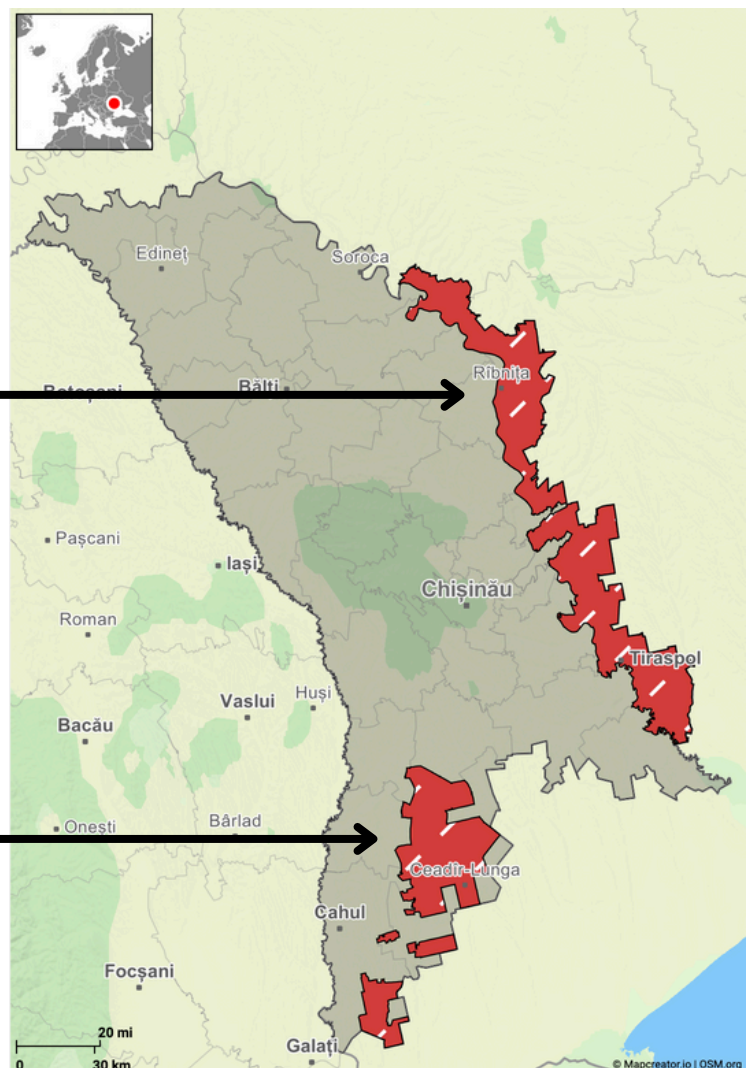 Edineț
Soroca
Rîbnița
Botoșani
Bălți
Pașcani
Iași
Chișinău
Roman
Tiraspol
Vaslui
Huși
Bacău
Onești
Bârlad
Ceadîr-Lunga
Cahul
Focșani
20 mi
Galați
0 30 km
© Mapcreator.io | OSM.org